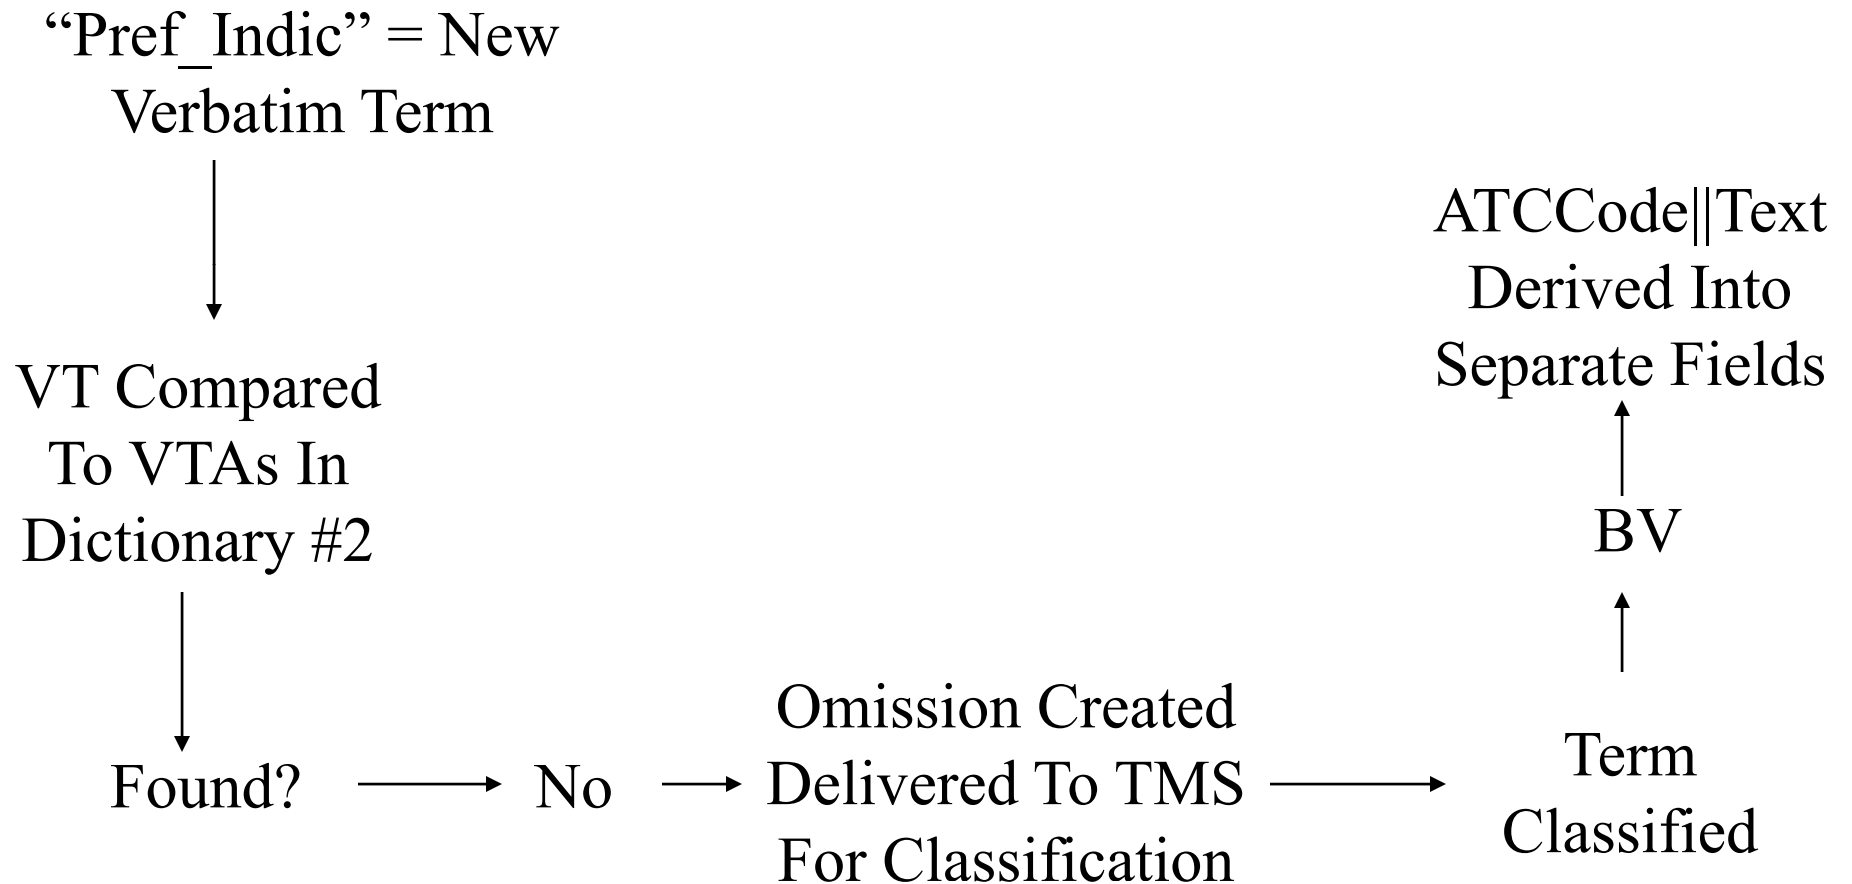 “Pref_Indic” = New
Verbatim Term
VT Compared
To VTAs In
Dictionary #2
Found?
No
Omission Created
Delivered To TMS
For Classification
Term
Classified
BV
ATCCode||Text
Derived Into
Separate Fields